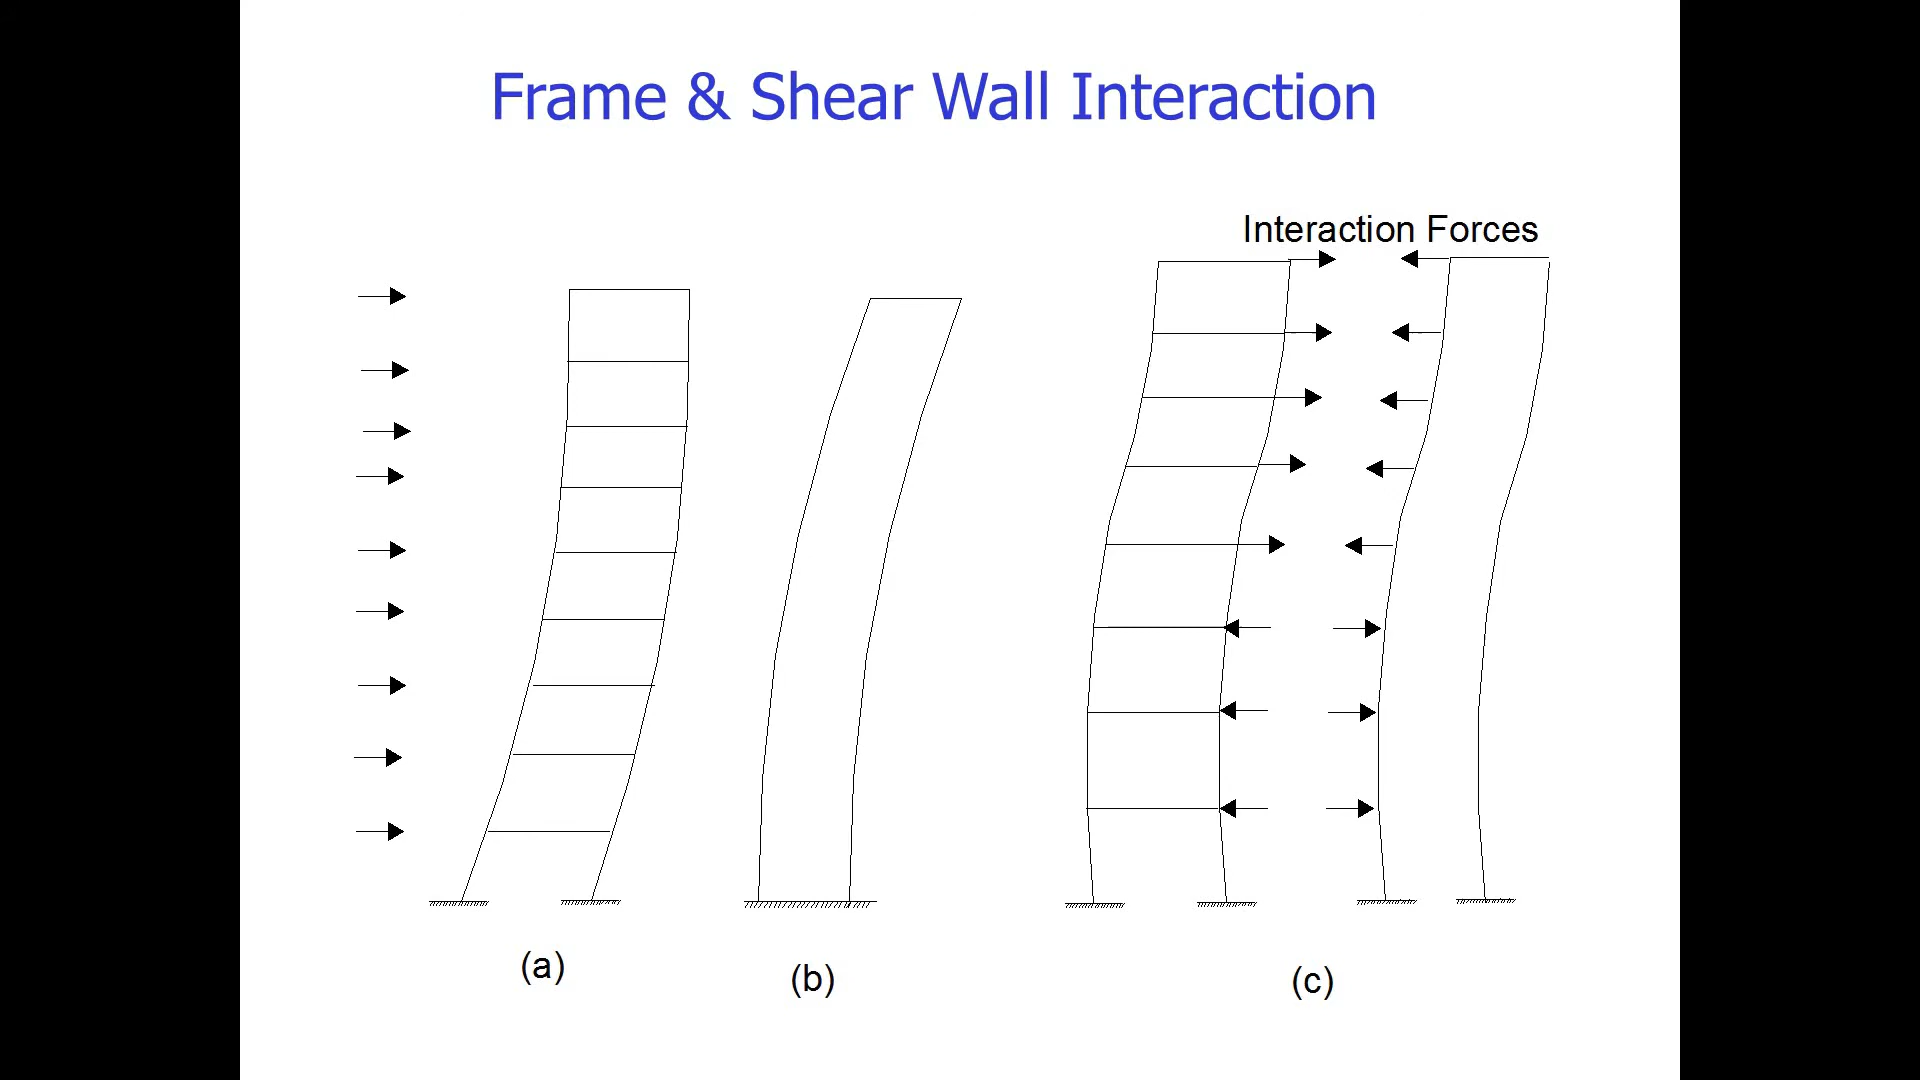 Frame & Shear Wall Interaction
Interaction Forces
(a)
(b)
(c)